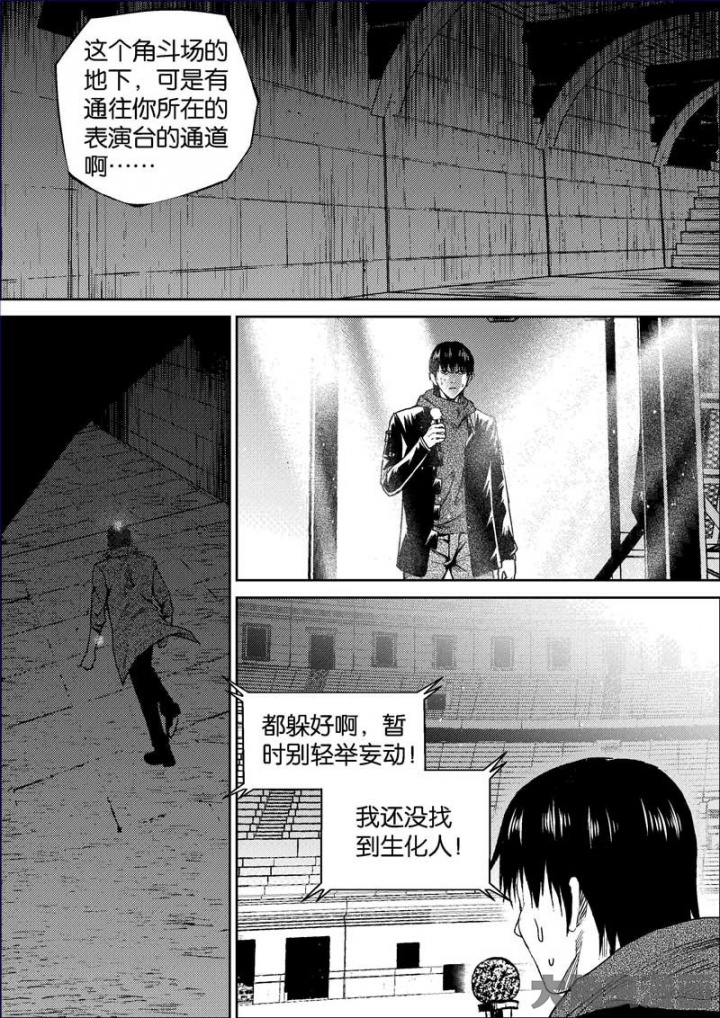 这个角斗场的
地下，可是有
通往你所在的
表演台的通道
啊……
都躲好啊，暂
时别轻举妄动！
我还没找
到生化人！